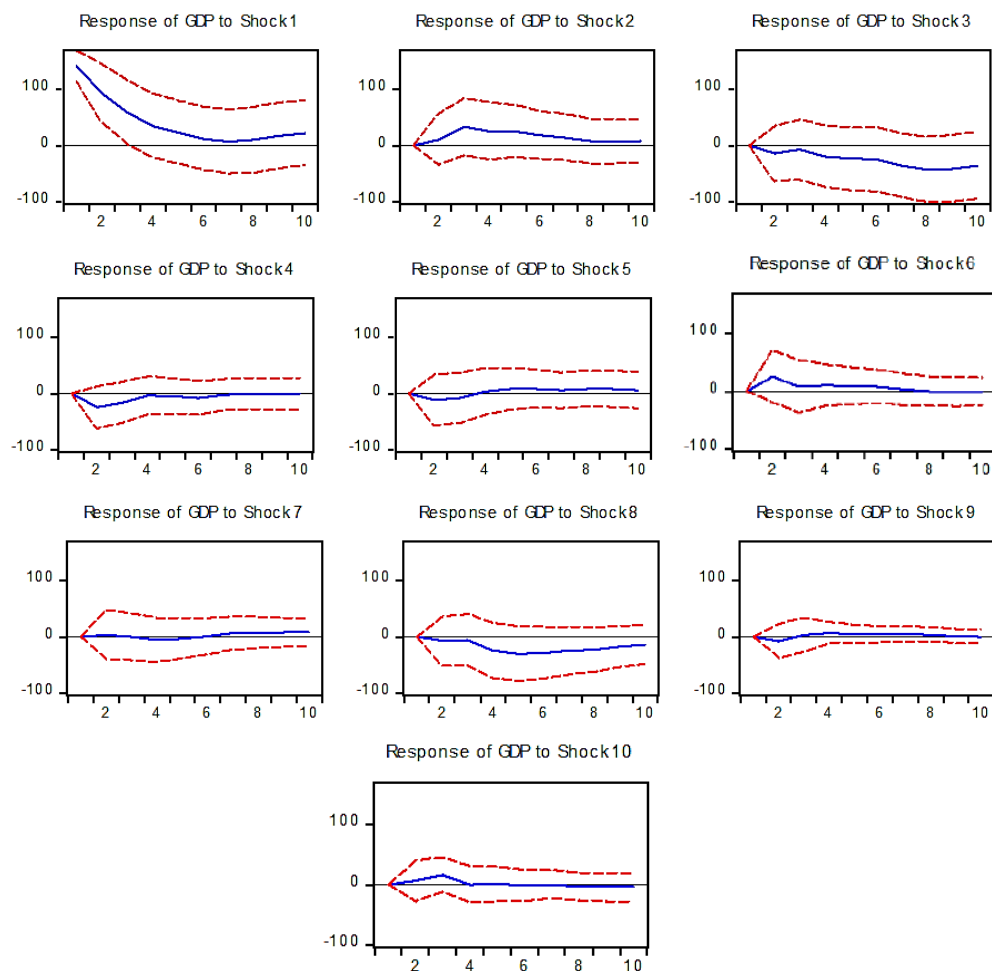 Response of GDP to Shock1
Response of GDP to Shock2
Response of GDP to Shock3
100
0
-100
2 4 6 8 10
100
0
-100
2 4 6 8 10
100
0
-100
2 4 6 8 10
Response of GDP to Shock4
Response of GDP to Shock5
Response of GDP to Shock6
100
0
-100
2 4 6 8 10
100
0
-100
2 4 6 8 10
100
0
-100
2 4 6 8 10
Response of GDP to Shock7
Response of GDP to Shock8
Response of GDP to Shock9
100
0
-100
2 4 6 8 10
100
0
-100
2 4 6 8 10
100
0
-100
2 4 6 8 10
Response of GDP to Shock10
100
0
-100
2 4 6 8 10